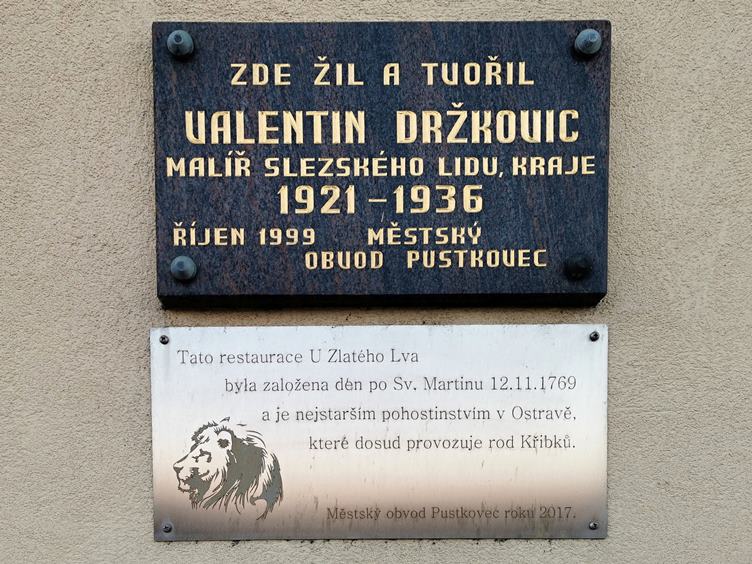 ZDE ŽIL A TVOŘIL
VALENTIN DRŽKOVIC
MALÍŘ SLEZSKÉHO LIDU, KRAJE
1921 – 1936
ŘÍJEN 1999 MĚSTSKÝ
OBVOD PUSTKOVEC
Tato restaurace U Zlatého Lva
byla založena den po Sv. Martinu 12.11.1769
a je nejstarším pohostinstvím v Ostravě,
které dosud provozuje rod Křibků.
Městský obvod Pustkovec roku 2017.